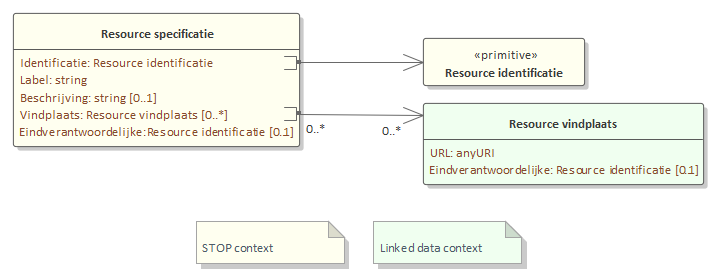 Resource specificatie
Identificatie: Resource identificatie
Label: string
Beschrijving: string [0..1]
Vindplaats: Resource vindplaats [0..*]
Eindverantwoordelijke:Resource identificatie [0.1]
0..*
0..*
«primitive»
Resource identificatie
Resource vindplaats
URL: anyURI
Eindverantwoordelijke: Resource identificatie [0.1]
STOP context
Linked data context